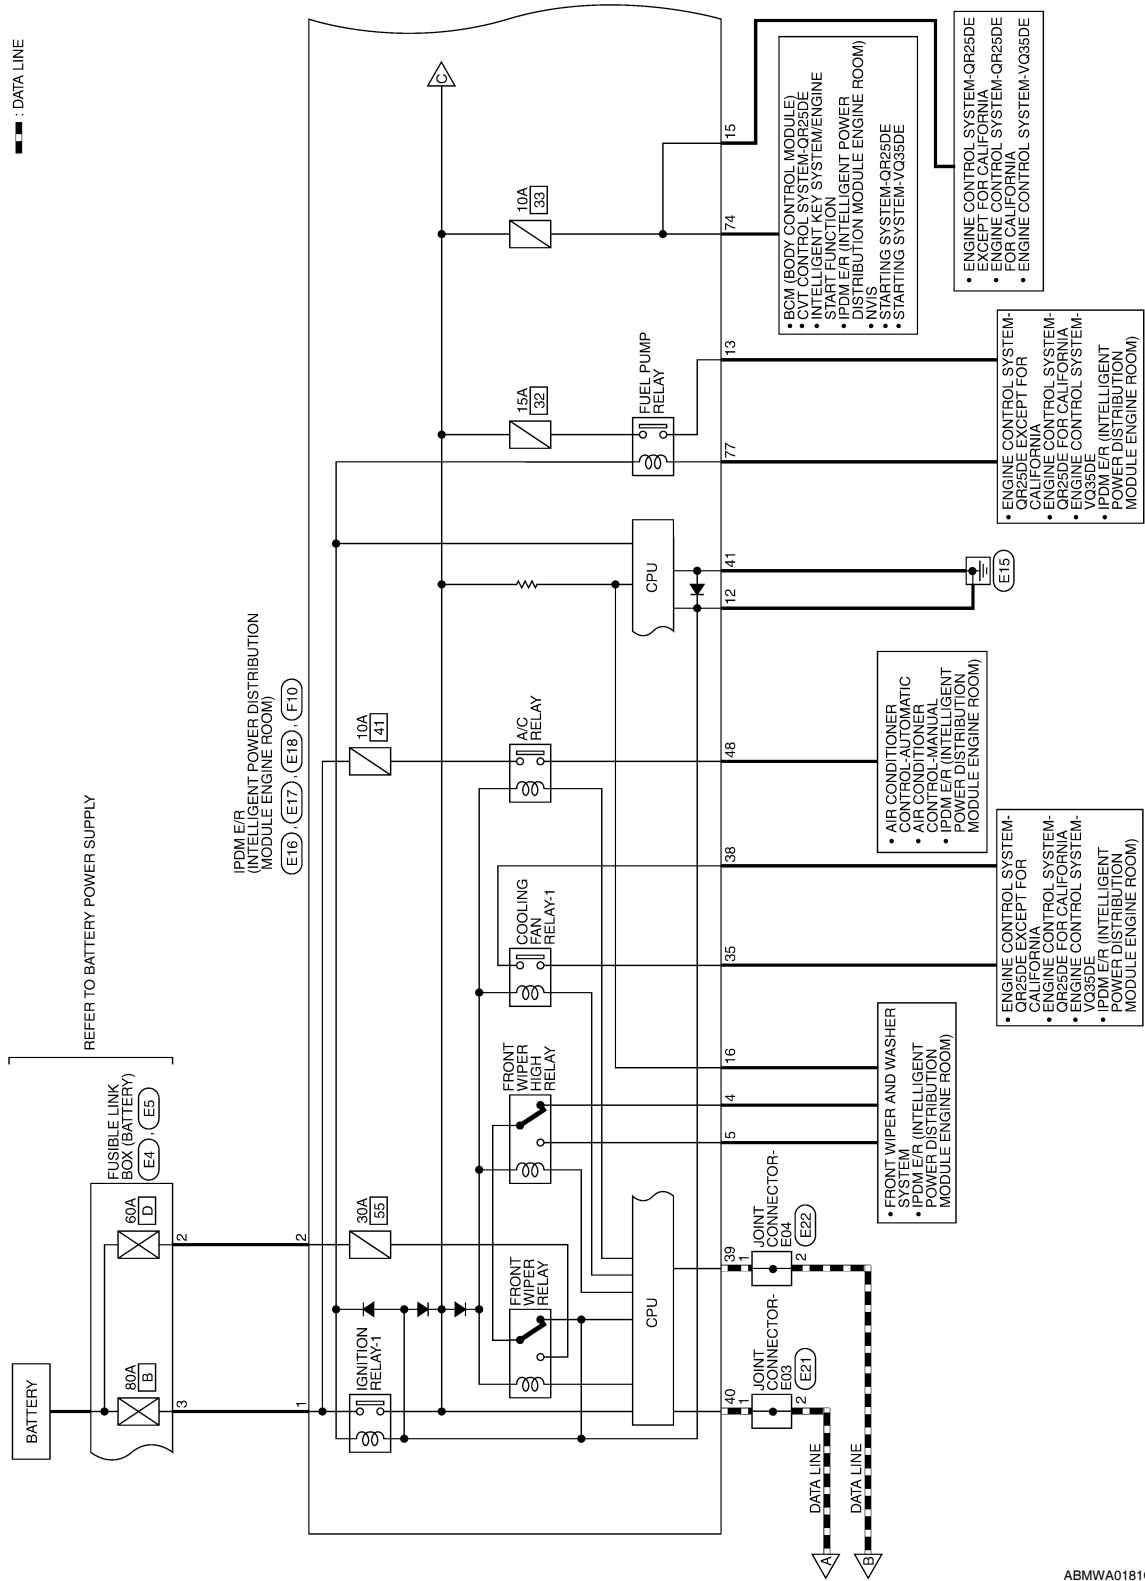 BATTERY
80A
B
60A
D
3
2
FUSIBLE LINK
BOX (BATTERY)
E4 , E5
REFER TO BATTERY POWER SUPPLY
: DATA LINE
1
2
IPDM E/R
(INTELLIGENT POWER DISTRIBUTION
MODULE ENGINE ROOM)
E16 , E17 , E18 , F10
IGNITION
RELAY-1
30A
55
10A
41
FRONT
WIPER
RELAY
FRONT
WIPER
HIGH
RELAY
COOLING
FAN
RELAY-1
A/C
RELAY
15A
32
10A
33
C
CPU
CPU
FUEL PUMP
RELAY
40
39
5
4
16
35
38
48
12
41
77
13
74
15
1
2
JOINT
CONNECTOR-
E03
E21
1
2
JOINT
CONNECTOR-
E04
E22
DATA LINE
DATA LINE
A
B
• FRONT WIPER AND WASHER
SYSTEM
• IPDM E/R (INTELLIGENT
POWER DISTRIBUTION
MODULE ENGINE ROOM)
• ENGINE CONTROL SYSTEM-
QR25DE EXCEPT FOR
CALIFORNIA
• ENGINE CONTROL SYSTEM-
QR25DE FOR CALIFORNIA
• ENGINE CONTROL SYSTEM-
VQ35DE
• IPDM E/R (INTELLIGENT
POWER DISTRIBUTION
MODULE ENGINE ROOM)
• AIR CONDITIONER
CONTROL-AUTOMATIC
• AIR CONDITIONER
CONTROL-MANUAL
• IPDM E/R (INTELLIGENT
POWER DISTRIBUTION
MODULE ENGINE ROOM)
E15
• ENGINE CONTROL SYSTEM-
QR25DE EXCEPT FOR
CALIFORNIA
• ENGINE CONTROL SYSTEM-
QR25DE FOR CALIFORNIA
• ENGINE CONTROL SYSTEM-
VQ35DE
• IPDM E/R (INTELLIGENT
POWER DISTRIBUTION
MODULE ENGINE ROOM)
• BCM (BODY CONTROL MODULE)
• CVT CONTROL SYSTEM-QR25DE
• INTELLIGENT KEY SYSTEM/ENGINE
START FUNCTION
• IPDM E/R (INTELLIGENT POWER
DISTRIBUTION MODULE ENGINE ROOM)
• NVIS
• STARTING SYSTEM-QR25DE
• STARTING SYSTEM-VQ35DE
• ENGINE CONTROL SYSTEM-QR25DE
EXCEPT FOR CALIFORNIA
• ENGINE CONTROL SYSTEM-QR25DE
FOR CALIFORNIA
• ENGINE CONTROL SYSTEM-VQ35DE